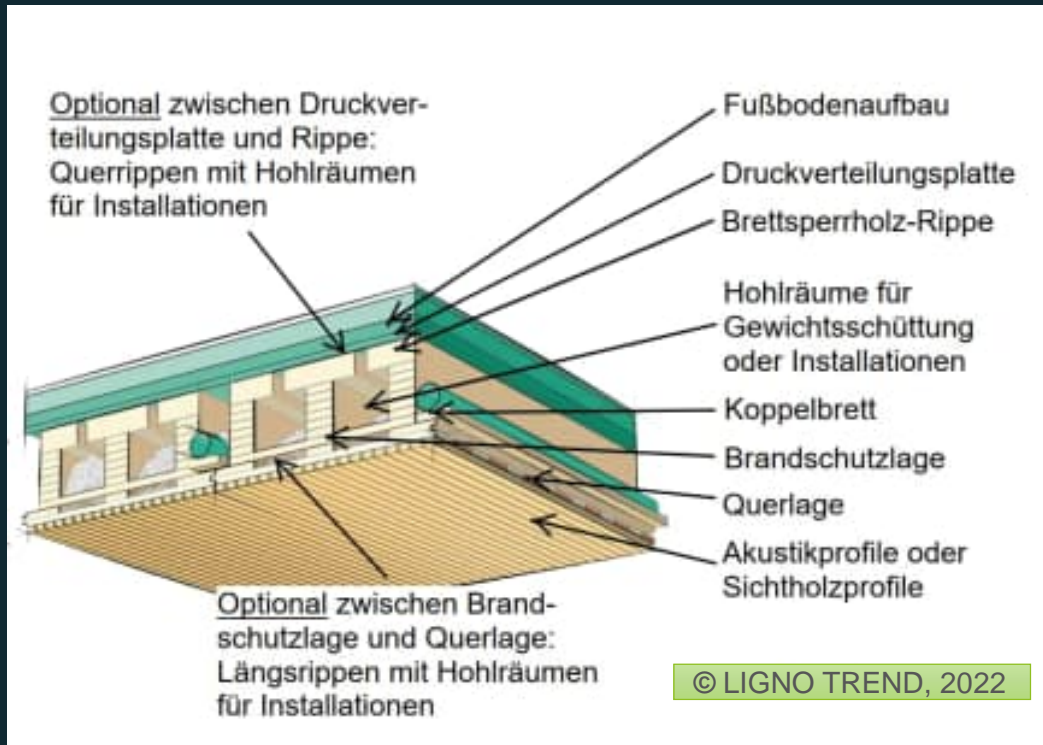 Optional zwischen Druckver-
teilungsplatte und Rippe:
Querrippen mit Hohlräumen
für Installationen
Fußbodenaufbau
Druckverteilungsplatte
Brettsperrholz-Rippe
Hohlräume für
Gewichtsschüttung
oder Installationen
Koppelbrett
Brandschutzlage
Querlage
Akustikprofile oder
Sichtholzprofile
Optional zwischen Brand-
schutzlage und Querlage:
Längsrippen mit Hohlräumen
für Installationen
© LIGNO TREND, 2022